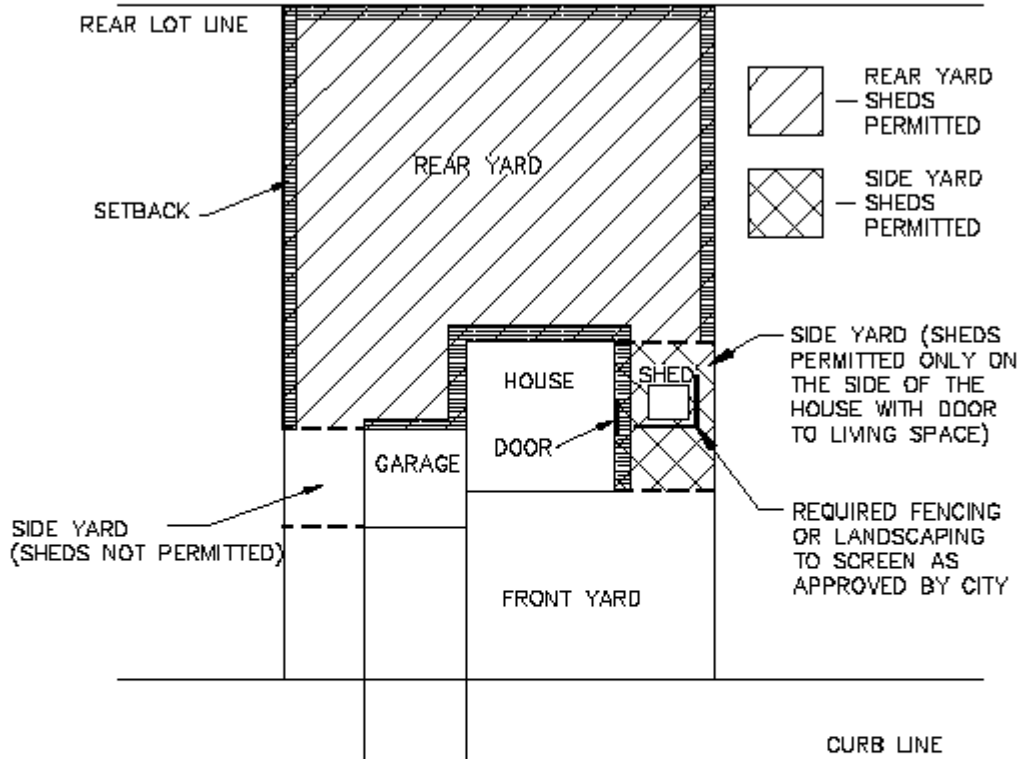 REAR LOT LINE
REAR YARD
SHEDS
PERMITTED
REAR YARD
SIDE YARD
SHEDS
PERMITTED
SETBACK
SIDE YARD (SHEDS
PERMITTED ONLY ON
THE SIDE OF THE
HOUSE WITH DOOR
TO LIVING SPACE)
HOUSE
SHED
DOOR
GARAGE
SIDE YARD
(SHEDS NOT PERMITTED)
REQUIRED FENCING
OR LANDSCAPING
TO SCREEN AS
APPROVED BY CITY
FRONT YARD
CURB LINE